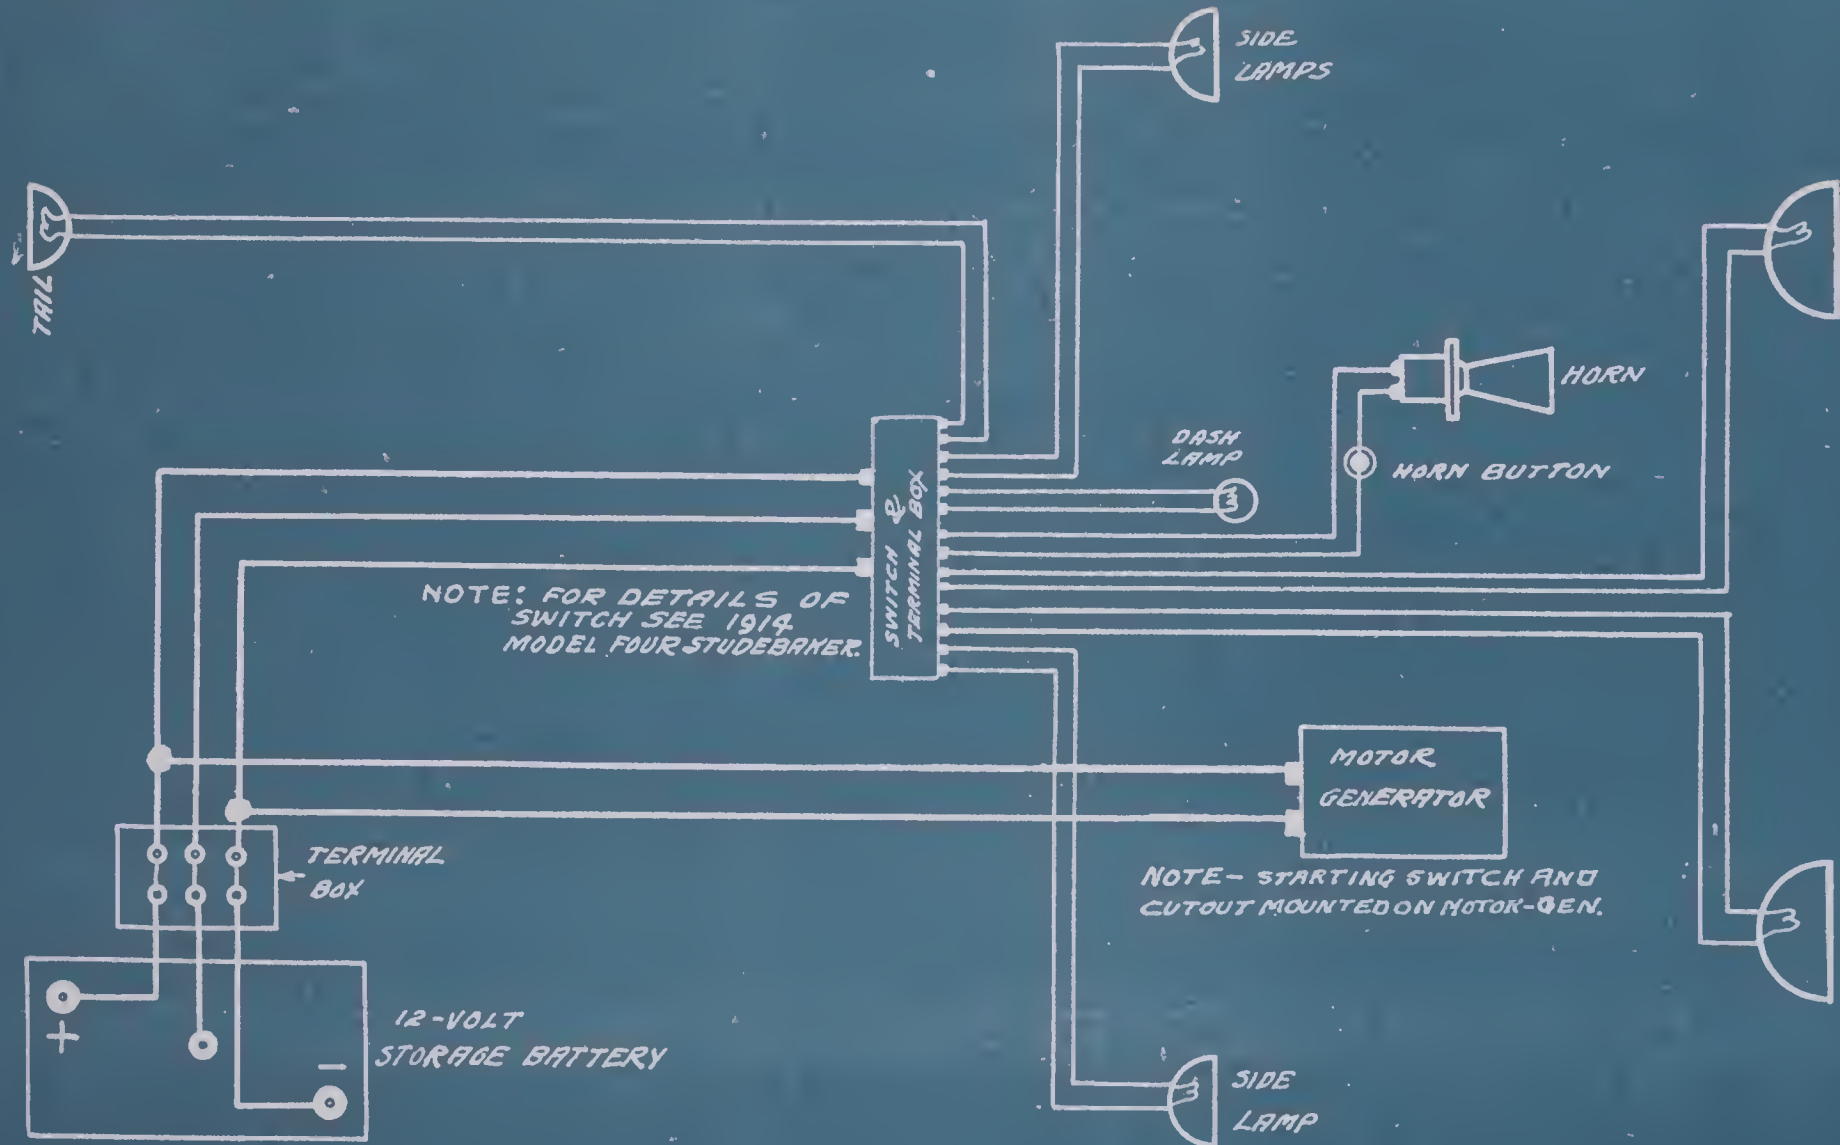 SIDE
LAMPS
TAIL
HORN
DASH
LAMP
HORN BUTTON
SWITCH &
TERMINAL BOX
NOTE: FOR DETAILS OF
SWITCH SEE 1914
MODEL FOUR STUDEBAKER.
MOTOR
GENERATOR
TERMINAL
BOX
NOTE- STARTING SWITCH AND
CUTOUT MOUNTED ON MOTOR-GEN.
+
12-VOLT
STORAGE BATTERY
-
SIDE
LAMP